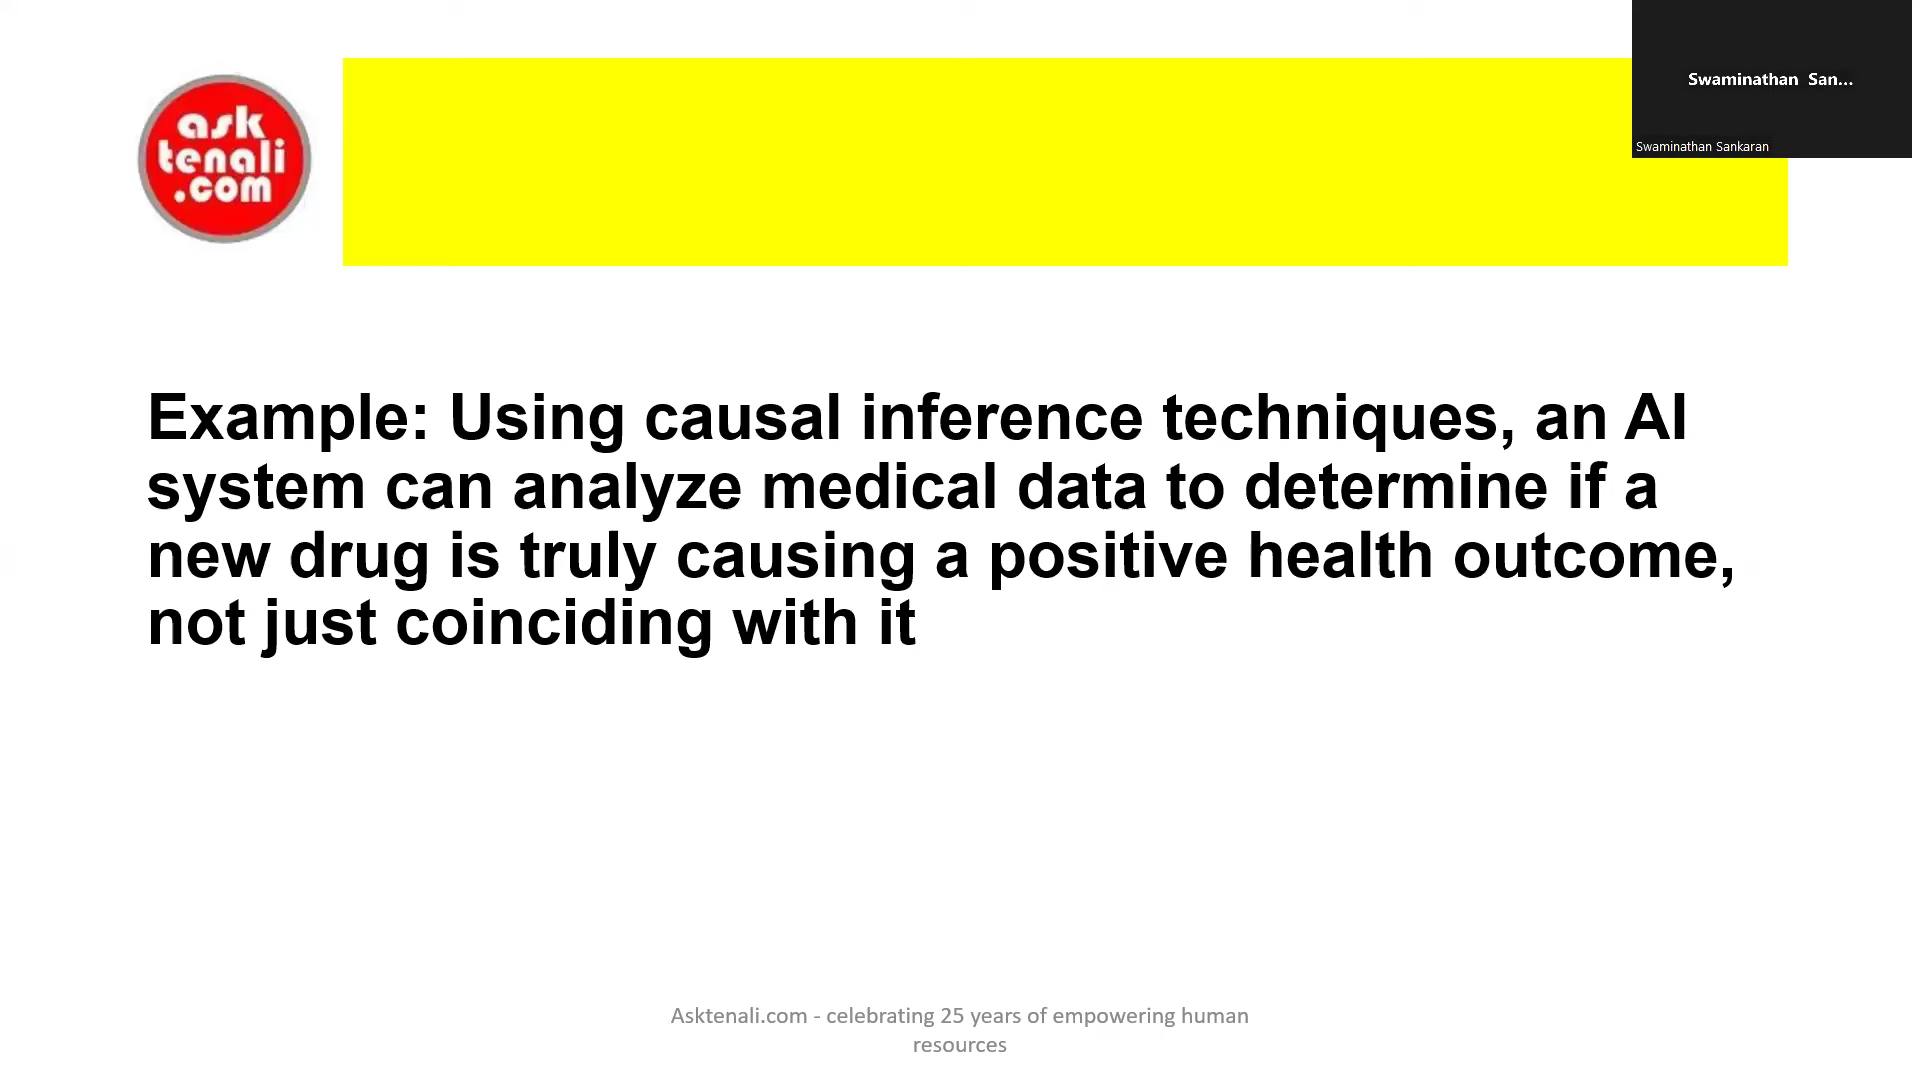 ask
tenali
.com
Swaminathan San...
Swaminathan Sankaran
Example: Using causal inference techniques, an AI
system can analyze medical data to determine if a
new drug is truly causing a positive health outcome,
not just coinciding with it
Asktenali.com - celebrating 25 years of empowering human
resources